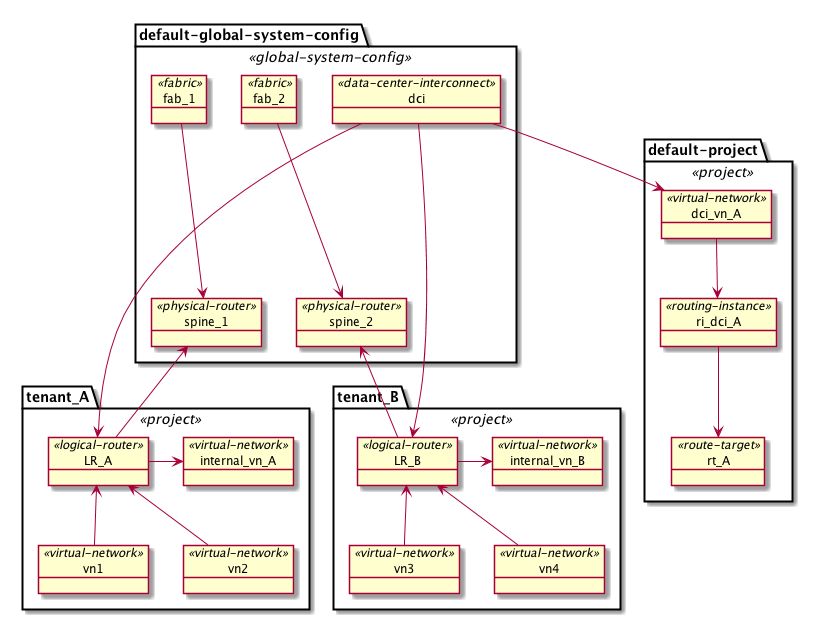 default-global-system-config
«global-system-config»
«fabric»
fab_1
«fabric»
fab_2
«data-center-interconnect»
dci
«physical-router»
spine_1
«physical-router»
spine_2
default-project
«project»
«virtual-network»
dci_vn_A
«routing-instance»
ri_dci_A
«route-target»
rt_A
tenant_A
«project»
«logical-router»
LR_A
«virtual-network»
internal_vn_A
«virtual-network»
vn1
«virtual-network»
vn2
tenant_B
«project»
«logical-router»
LR_B
«virtual-network»
internal_vn_B
«virtual-network»
vn3
«virtual-network»
vn4